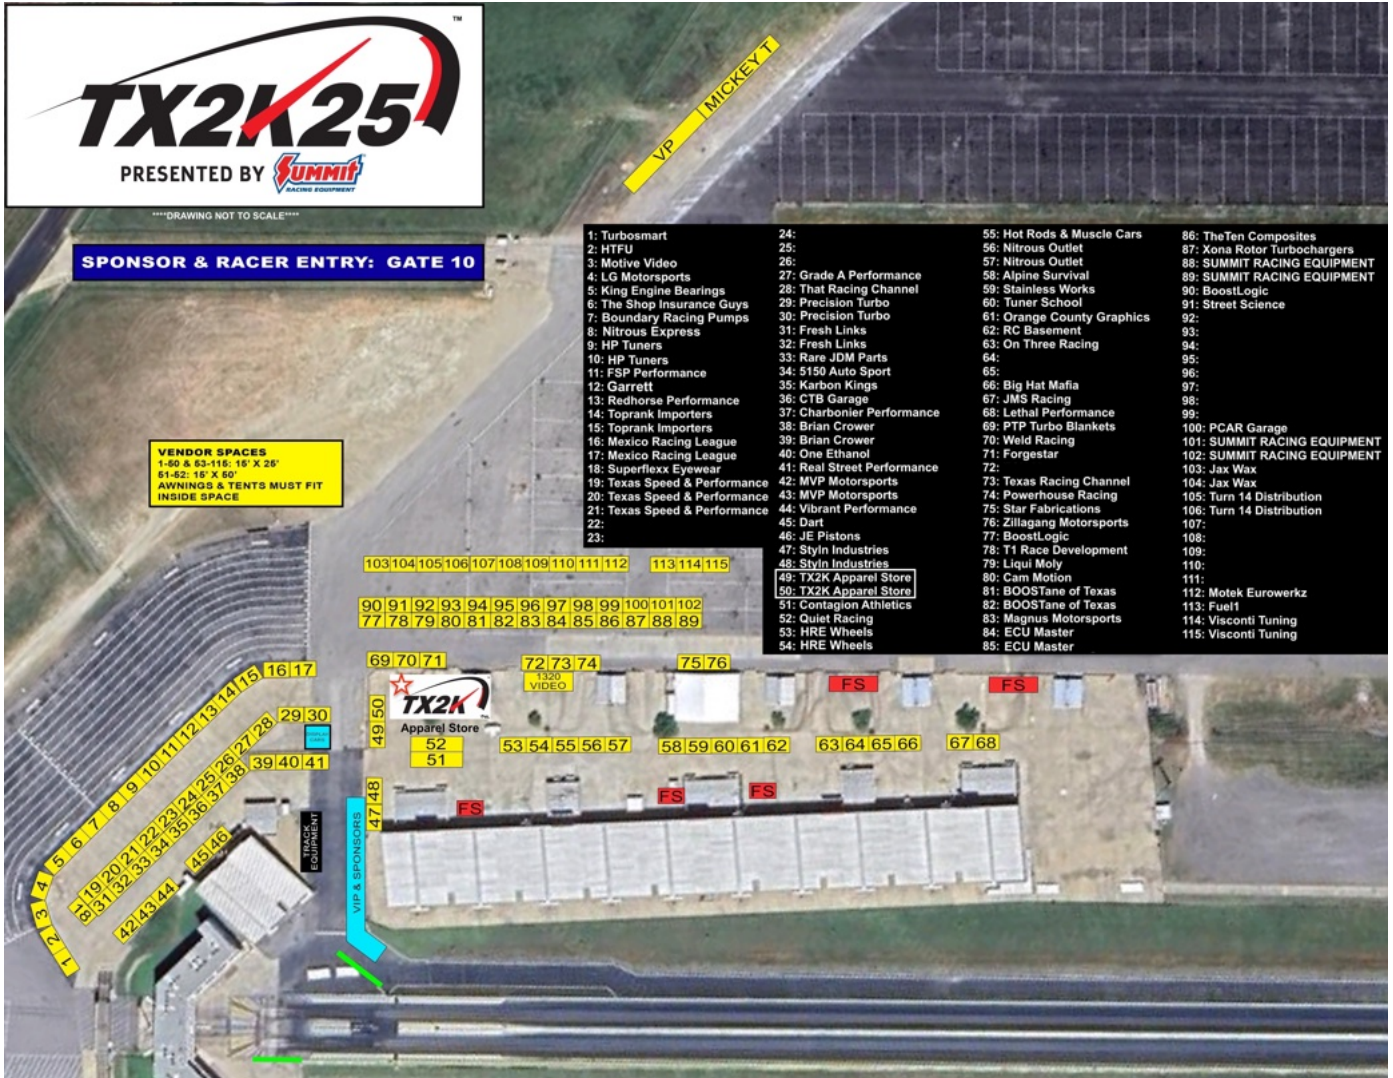 TM
TX2K25
PRESENTED BY SUMMIT
RACING EQUIPMENT
****DRAWING NOT TO SCALE****
SPONSOR & RACER ENTRY: GATE 10
VP MICKEY T
1: Turbosmart
2: HTFU
3: Motive Video
4: LG Motorsports
5: King Engine Bearings
6: The Shop Insurance Guys
7: Boundary Racing Pumps
8: Nitrous Express
9: HP Tuners
10: HP Tuners
11: FSP Performance
12: Garrett
13: Redhorse Performance
14: Toprank Importers
15: Toprank Importers
16: Mexico Racing League
17: Mexico Racing League
18: Superflexx Eyewear
19: Texas Speed & Performance
20: Texas Speed & Performance
21: Texas Speed & Performance
22:
23:
24:
25:
26:
27: Grade A Performance
28: That Racing Channel
29: Precision Turbo
30: Precision Turbo
31: Fresh Links
32: Fresh Links
33: Rare JDM Parts
34: 5150 Auto Sport
35: Karbon Kings
36: CTB Garage
37: Charbonier Performance
38: Brian Crower
39: Brian Crower
40: One Ethanol
41: Real Street Performance
42: MVP Motorsports
43: MVP Motorsports
44: Vibrant Performance
45: Dart
46: JE Pistons
47: Styln Industries
48: Styln Industries
49: TX2K Apparel Store
50: TX2K Apparel Store
51: Contagion Athletics
52: Quiet Racing
53: HRE Wheels
54: HRE Wheels
55: Hot Rods & Muscle Cars
56: Nitrous Outlet
57: Nitrous Outlet
58: Alpine Survival
59: Stainless Works
60: Tuner School
61: Orange County Graphics
62: RC Basement
63: On Three Racing
64:
65:
66: Big Hat Mafia
67: JMS Racing
68: Lethal Performance
69: PTP Turbo Blankets
70: Weld Racing
71: Forgestar
72:
73: Texas Racing Channel
74: Powerhouse Racing
75: Star Fabrications
76: Zillagang Motorsports
77: BoostLogic
78: T1 Race Development
79: Liqui Moly
80: Cam Motion
81: BOOSTane of Texas
82: BOOSTane of Texas
83: Magnus Motorsports
84: ECU Master
85: ECU Master
86: TheTen Composites
87: Xona Rotor Turbochargers
88: SUMMIT RACING EQUIPMENT
89: SUMMIT RACING EQUIPMENT
90: BoostLogic
91: Street Science
92:
93:
94:
95:
96:
97:
98:
99:
100: PCAR Garage
101: SUMMIT RACING EQUIPMENT
102: SUMMIT RACING EQUIPMENT
103: Jax Wax
104: Jax Wax
105: Turn 14 Distribution
106: Turn 14 Distribution
107:
108:
109:
110:
111:
112: Motek Eurowerkz
113: Fuel1
114: Visconti Tuning
115: Visconti Tuning
VENDOR SPACES
1-50 & 53-115: 15' X 25'
51-52: 15' X 50'
AWNINGS & TENTS MUST FIT
INSIDE SPACE
103 104 105 106 107 108 109 110 111 112 113 114 115
90 91 92 93 94 95 96 97 98 99 100 101 102
77 78 79 80 81 82 83 84 85 86 87 88 89
69 70 71 72 73 74 75 76
1320
VIDEO
FS FS
TX2K
Apparel Store
49 50
52
51
53 54 55 56 57 58 59 60 61 62 63 64 65 66 67 68
47 48
FS FS FS
1 2 3 4 5 6 7 8 9 10 11 12 13 14 15 16 17
18 19 20 21 22 23 24 25 26 27 28
29 30
DISPLAY
CARS
31 32 33 34 35 36 37 38
39 40 41
42 43 44
45 46
TRACK
EQUIPMENT
VIP & SPONSORS